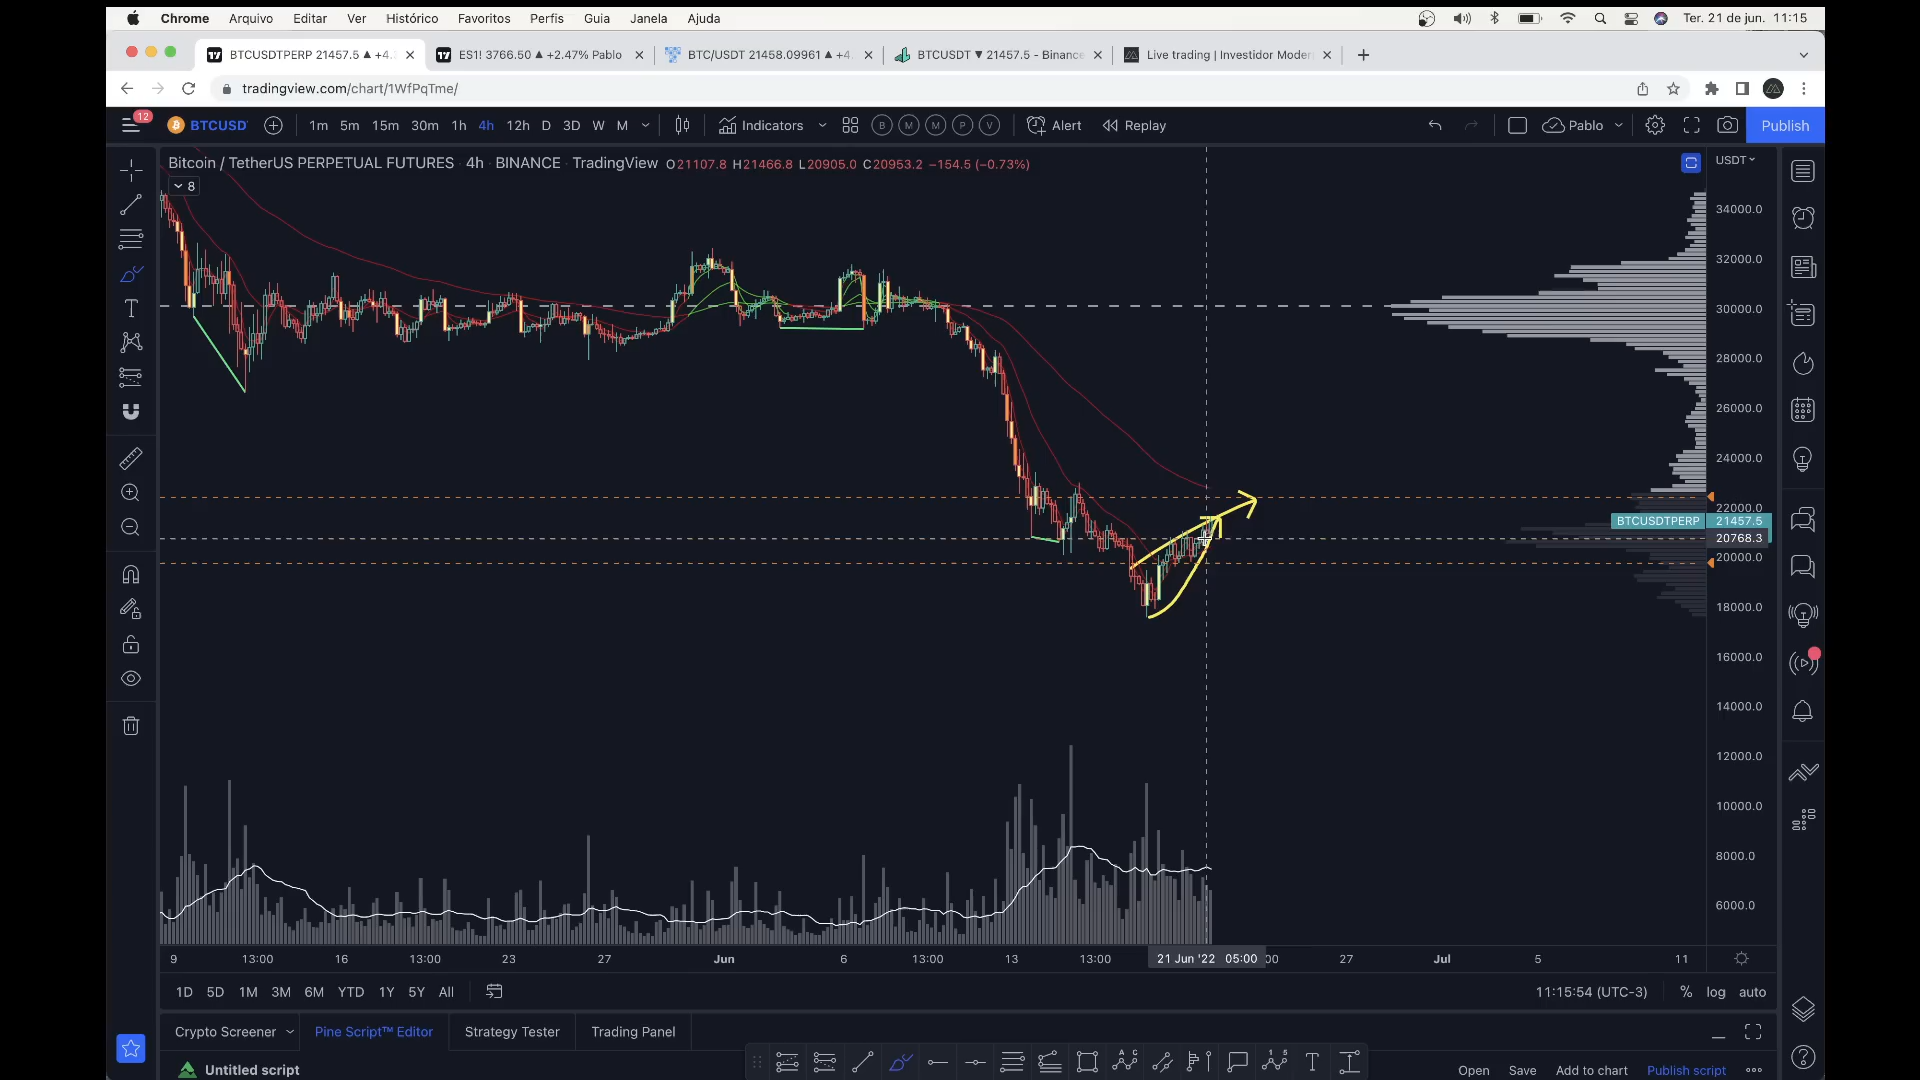 Chrome Arquivo Editar Ver Histórico Favoritos Perfis Guia Janela Ajuda Ter. 21 de jun. 11:15
BTCUSDTPERP 21457.5 ▲ +4. ES1! 3766.50 ▲ +2.47% Pablo BTC/USDT 21458.09961 ▲ +4. BTCUSDT ▼ 21457.5 - Binance Live trading | Investidor Moder
tradingview.com/chart/1WfPqTme/
12
BTCUSD 1m 5m 15m 30m 1h 4h 12h D 3D W M Indicators B M M P V Alert Replay Pablo Publish
Bitcoin / TetherUS PERPETUAL FUTURES · 4h · BINANCE · TradingView O21107.8 H21466.8 L20905.0 C20953.2 −154.5 (−0.73%)
USDT
8
34000.0
32000.0
30000.0
28000.0
26000.0
24000.0
22000.0
BTCUSDTPERP 21457.5
20768.3
20000.0
18000.0
16000.0
14000.0
12000.0
10000.0
8000.0
6000.0
9 13:00 16 13:00 23 27 Jun 6 13:00 13 13:00 21 Jun '22 05:00 :00 27 Jul 5 11
1D 5D 1M 3M 6M YTD 1Y 5Y All 11:15:54 (UTC-3) % log auto
Crypto Screener Pine Script™ Editor Strategy Tester Trading Panel
Untitled script Open Save Add to chart Publish script